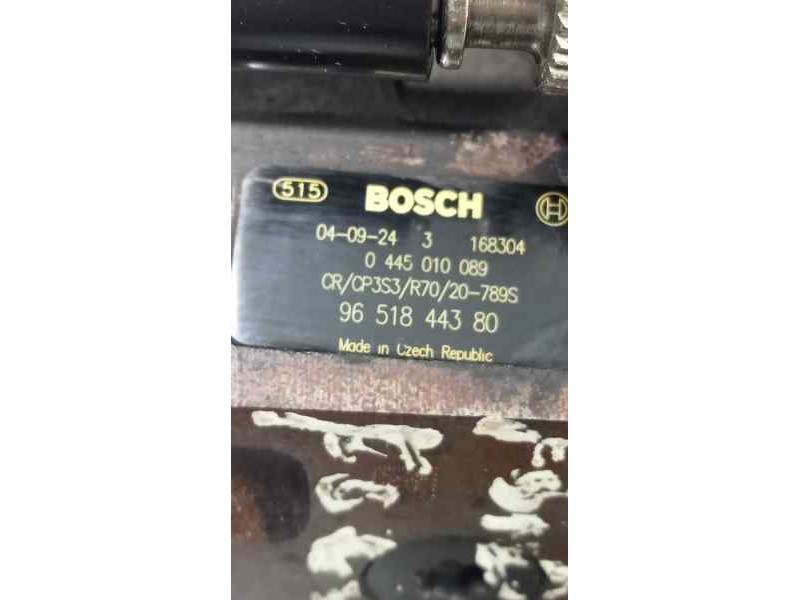 515 BOSCH
04-09-24 3 168304
0 445 010 089
CR/CP3S3/R70/20-789S
96 518 443 80
Made in Czech Republic